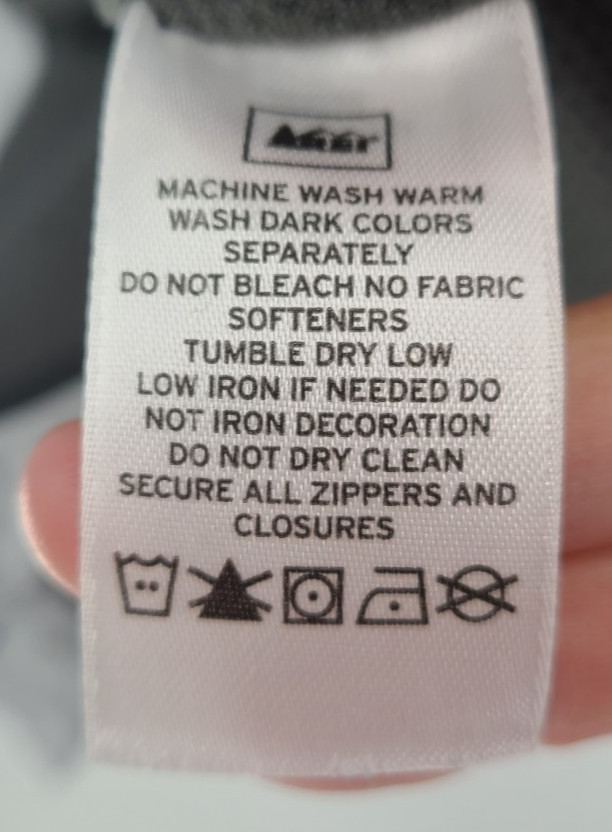 MACHINE WASH WARM
WASH DARK COLORS
SEPARATELY
DO NOT BLEACH NO FABRIC
SOFTENERS
TUMBLE DRY LOW
LOW IRON IF NEEDED DO
NOT IRON DECORATION
DO NOT DRY CLEAN
SECURE ALL ZIPPERS AND
CLOSURES